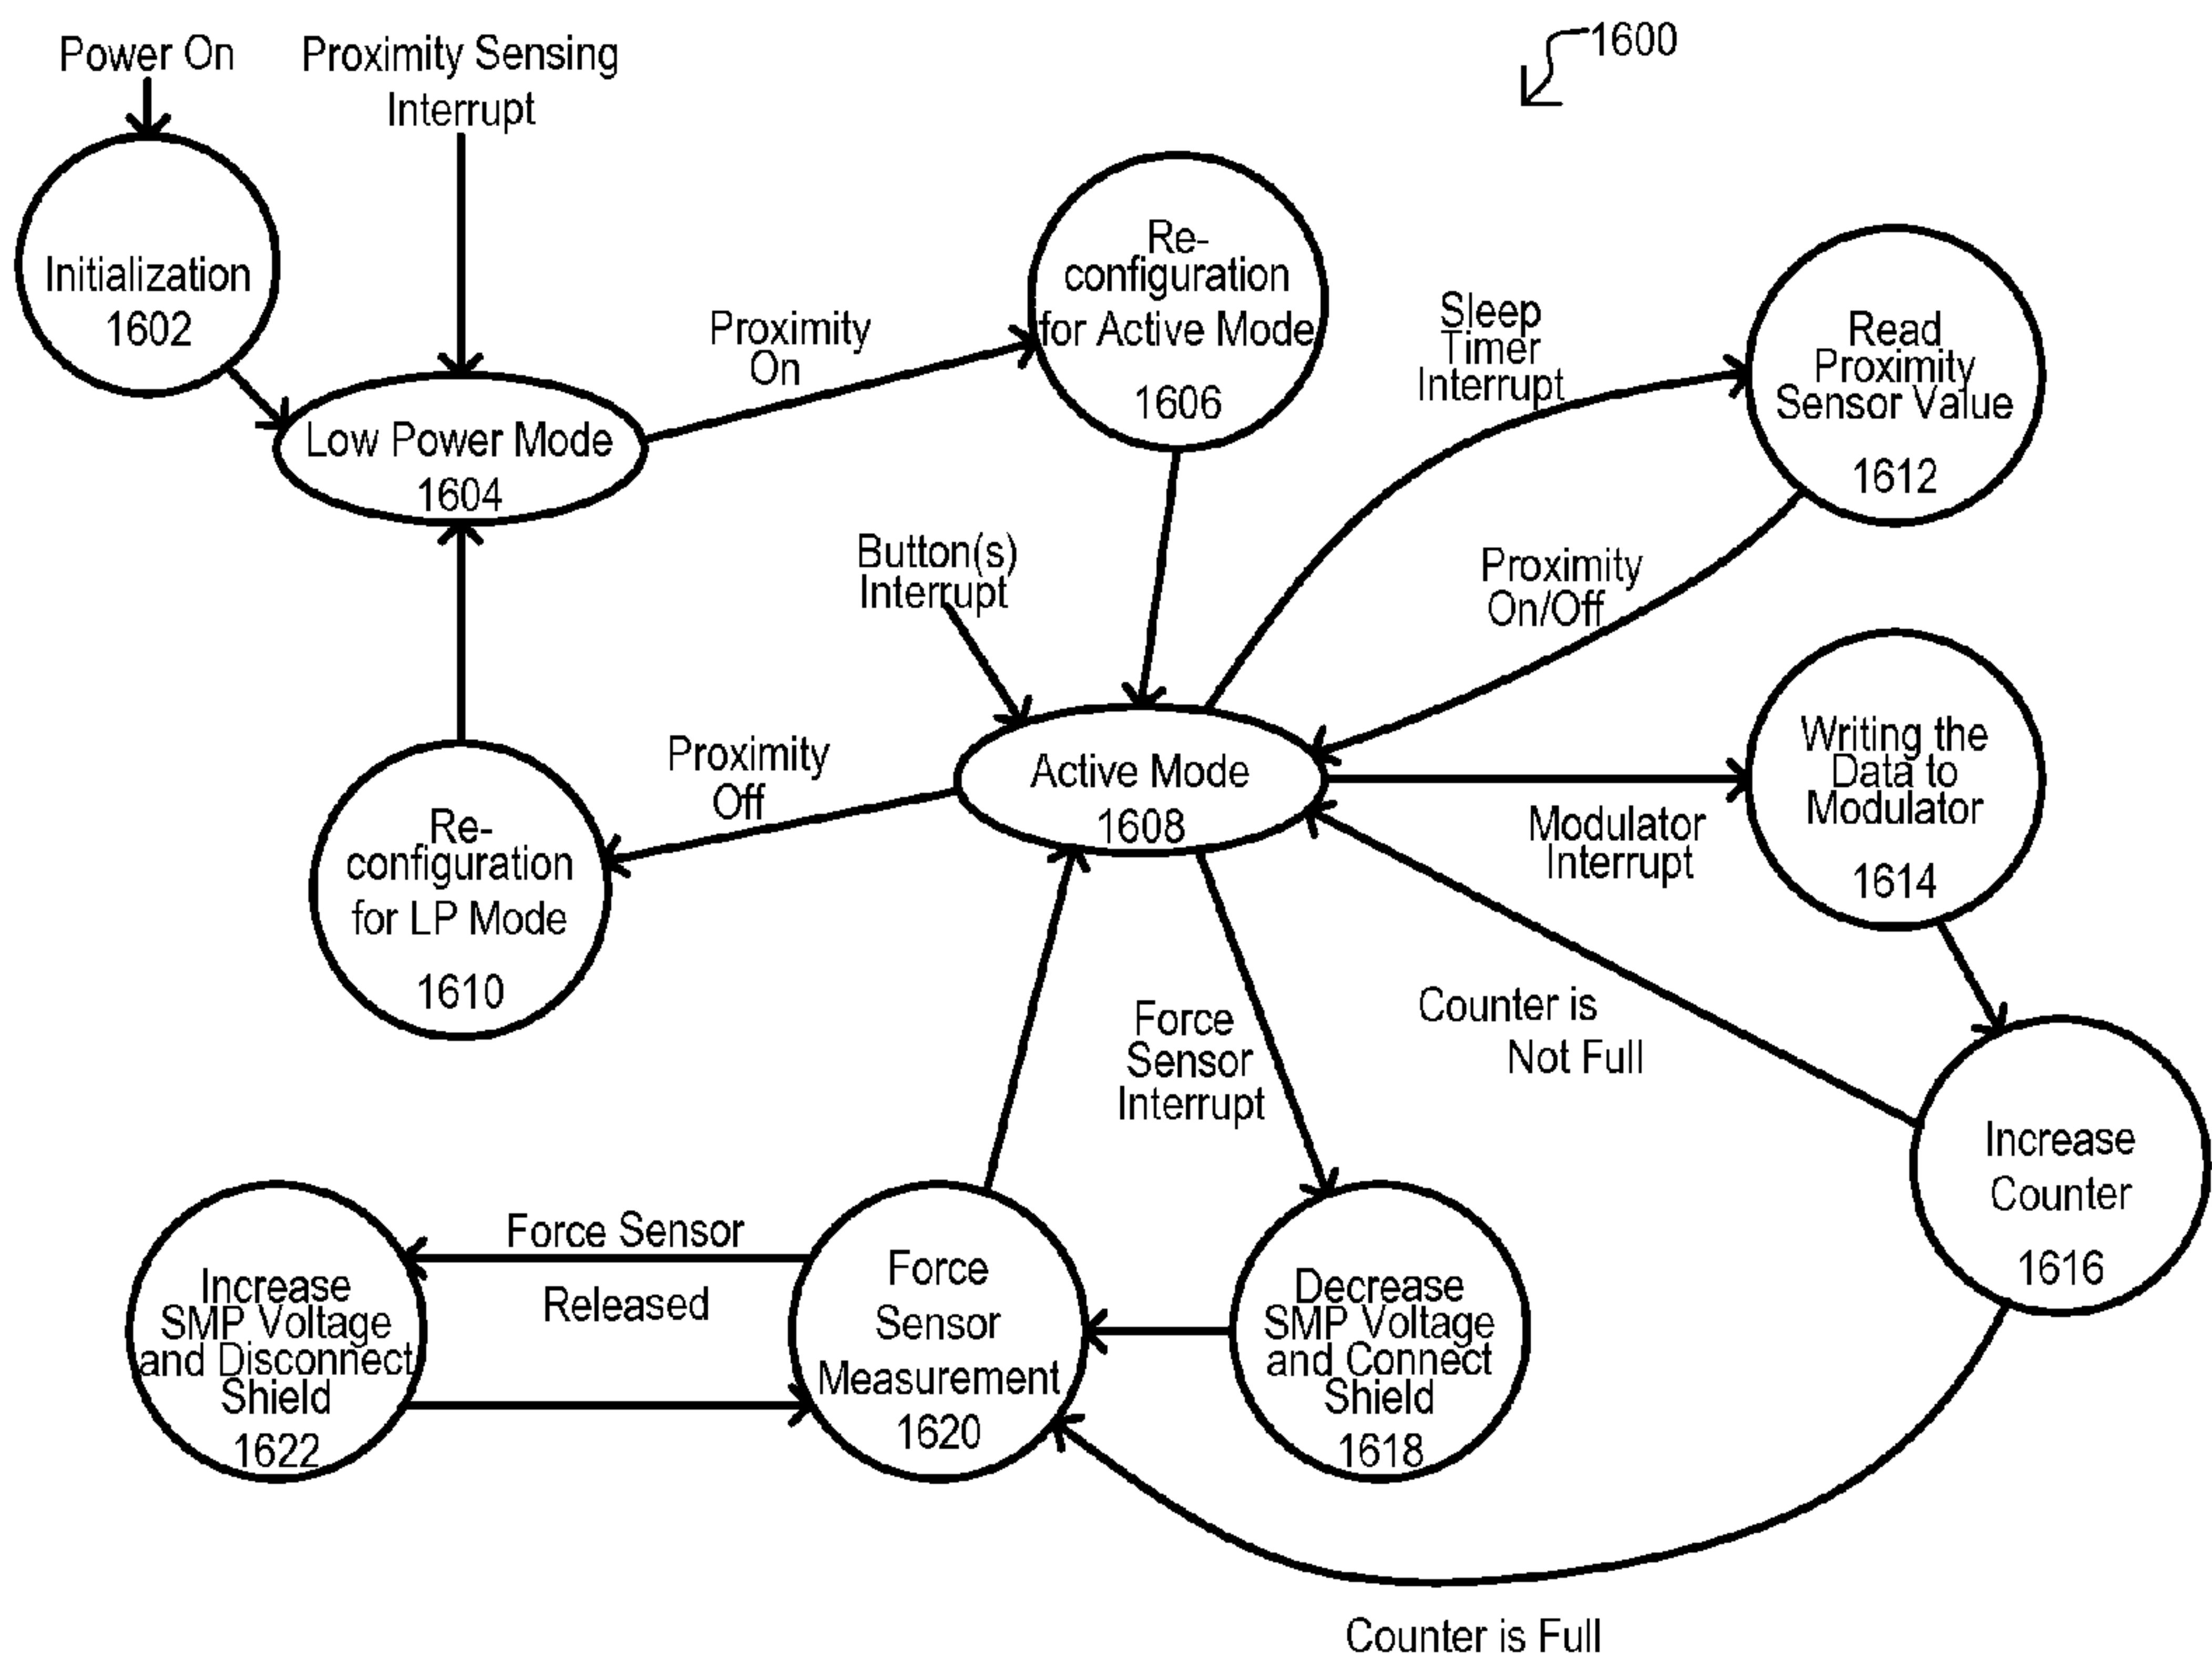 Power On
Proximity Sensing
Interrupt
1600
Initialization
1602
Low Power Mode
1604
Proximity
On
Re-
configuration
for Active Mode
1606
Sleep
Timer
Interrupt
Read
Proximity
Sensor Value
1612
Button(s)
Interrupt
Proximity
On/Off
Proximity
Off
Active Mode
1608
Writing the
Data to
Modulator
1614
Modulator
Interrupt
Re-
configuration
for LP Mode
1610
Force
Sensor
Interrupt
Counter is
Not Full
Increase
Counter
1616
Force Sensor
Released
Increase
SMP Voltage
and Disconnect
Shield
1622
Force
Sensor
Measurement
1620
Decrease
SMP Voltage
and Connect
Shield
1618
Counter is Full